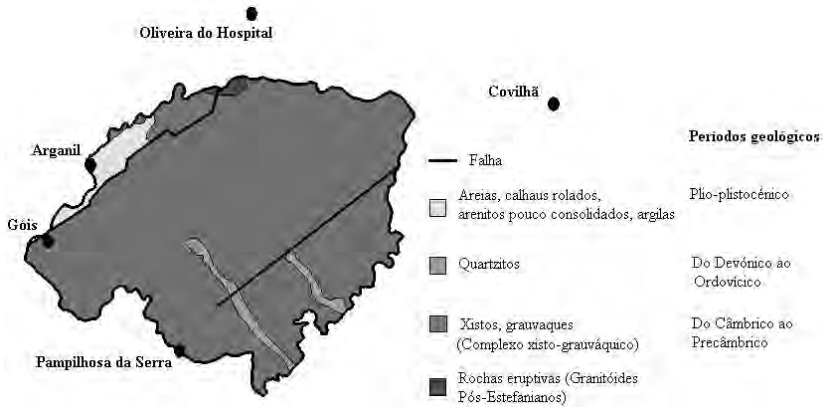 Oliveira do Hospital
Covilhã
Arganil
Góis
Pampilhosa da Serra
Períodos geológicos
Falha
Areias, calhaus rolados,
arenitos pouco consolidados, argilas
Plio-plistocénico
Quartzitos
Do Devónico ao
Ordovícico
Xistos, grauvaques
(Complexo xisto-grauváquico)
Do Câmbrico ao
Precâmbrico
Rochas eruptivas (Granitóides
Pós-Estefanianos)